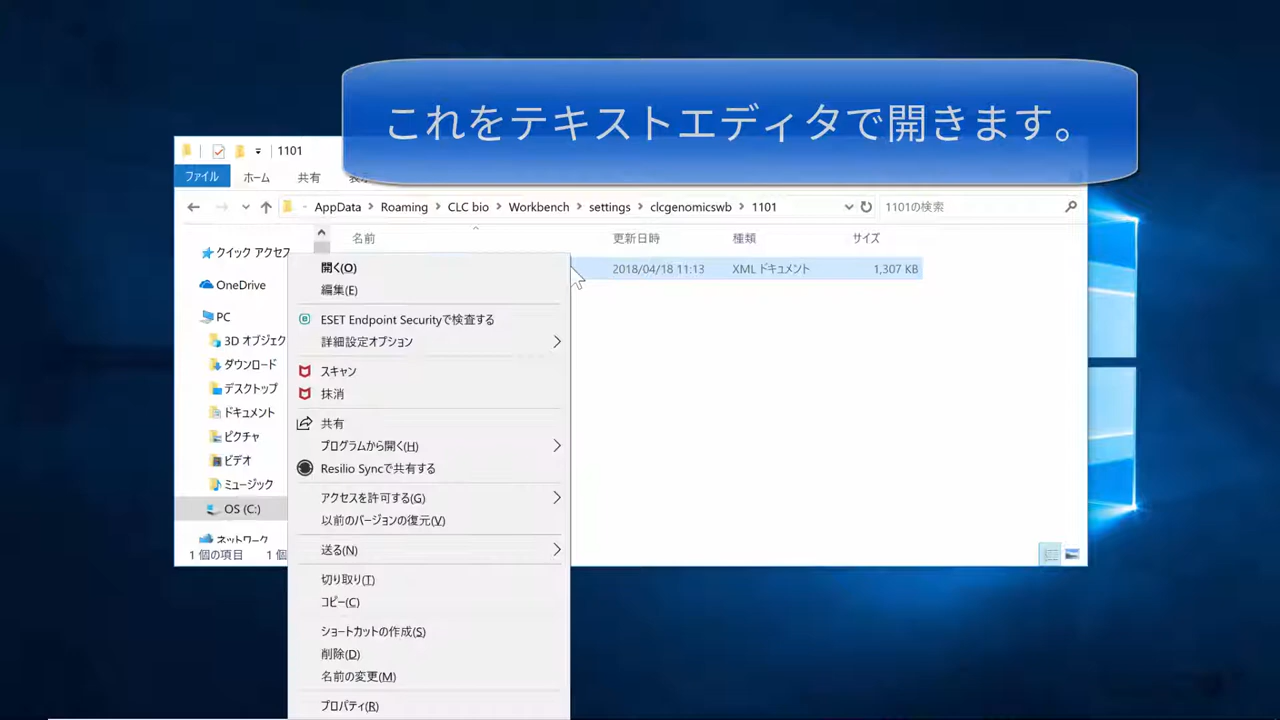 これをテキストエディタで開きます。
1101
ファイル ホーム 共有
AppData Roaming CLC bio Workbench settings clcgenomicswb 1101 1101の検索
名前 更新日時 種類 サイズ
2018/04/18 11:13 XML ドキュメント 1,307 KB
クイック アクセス
OneDrive
PC
3D オブジェク
ダウンロード
デスクトップ
ドキュメント
ピクチャ
ビデオ
ミュージック
OS (C:)
ネットワーク
1 個の項目 1 個
開く(O)
編集(E)
ESET Endpoint Securityで検査する
詳細設定オプション
スキャン
抹消
共有
プログラムから開く(H)
Resilio Syncで共有する
アクセスを許可する(G)
以前のバージョンの復元(V)
送る(N)
切り取り(T)
コピー(C)
ショートカットの作成(S)
削除(D)
名前の変更(M)
プロパティ(R)